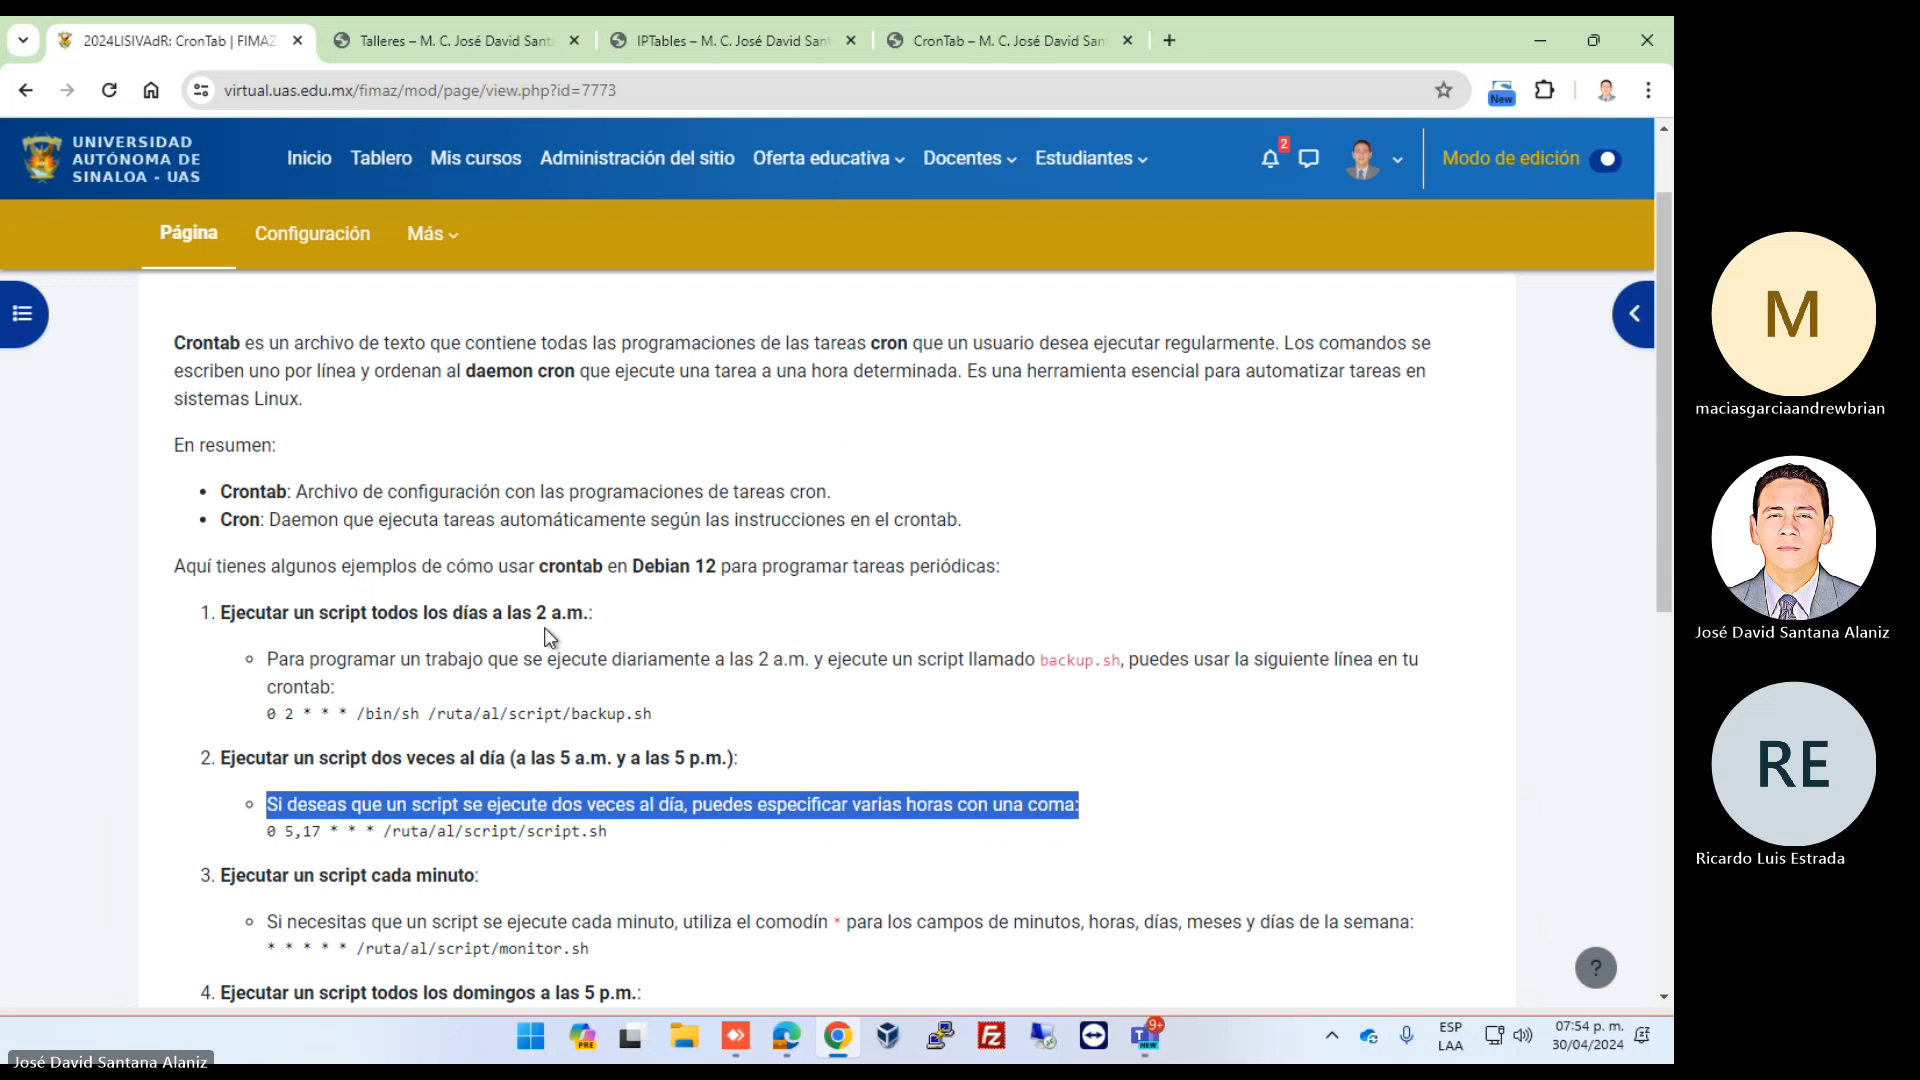 2024LISIVAdR: CronTab | FIMAZ
Talleres – M. C. José David Sant
IPTables – M. C. José David San
CronTab – M. C. José David San
virtual.uas.edu.mx/fimaz/mod/page/view.php?id=7773
New
UNIVERSIDAD
AUTÓNOMA DE
SINALOA - UAS
Inicio Tablero Mis cursos Administración del sitio Oferta educativa Docentes Estudiantes
2
Modo de edición
Página Configuración Más
Crontab es un archivo de texto que contiene todas las programaciones de las tareas cron que un usuario desea ejecutar regularmente. Los comandos se
escriben uno por línea y ordenan al daemon cron que ejecute una tarea a una hora determinada. Es una herramienta esencial para automatizar tareas en
sistemas Linux.
En resumen:
• Crontab: Archivo de configuración con las programaciones de tareas cron.
• Cron: Daemon que ejecuta tareas automáticamente según las instrucciones en el crontab.
Aquí tienes algunos ejemplos de cómo usar crontab en Debian 12 para programar tareas periódicas:
1. Ejecutar un script todos los días a las 2 a.m.:
Para programar un trabajo que se ejecute diariamente a las 2 a.m. y ejecute un script llamado backup.sh, puedes usar la siguiente línea en tu
crontab:
0 2 * * * /bin/sh /ruta/al/script/backup.sh
2. Ejecutar un script dos veces al día (a las 5 a.m. y a las 5 p.m.):
Si deseas que un script se ejecute dos veces al día, puedes especificar varias horas con una coma:
0 5,17 * * * /ruta/al/script/script.sh
3. Ejecutar un script cada minuto:
Si necesitas que un script se ejecute cada minuto, utiliza el comodín * para los campos de minutos, horas, días, meses y días de la semana:
* * * * * /ruta/al/script/monitor.sh
4. Ejecutar un script todos los domingos a las 5 p.m.:
?
M
maciasgarciaandrewbrian
José David Santana Alaniz
RE
Ricardo Luis Estrada
PRE
9+
NEW
ESP
LAA
07:54 p. m.
30/04/2024
José David Santana Alaniz